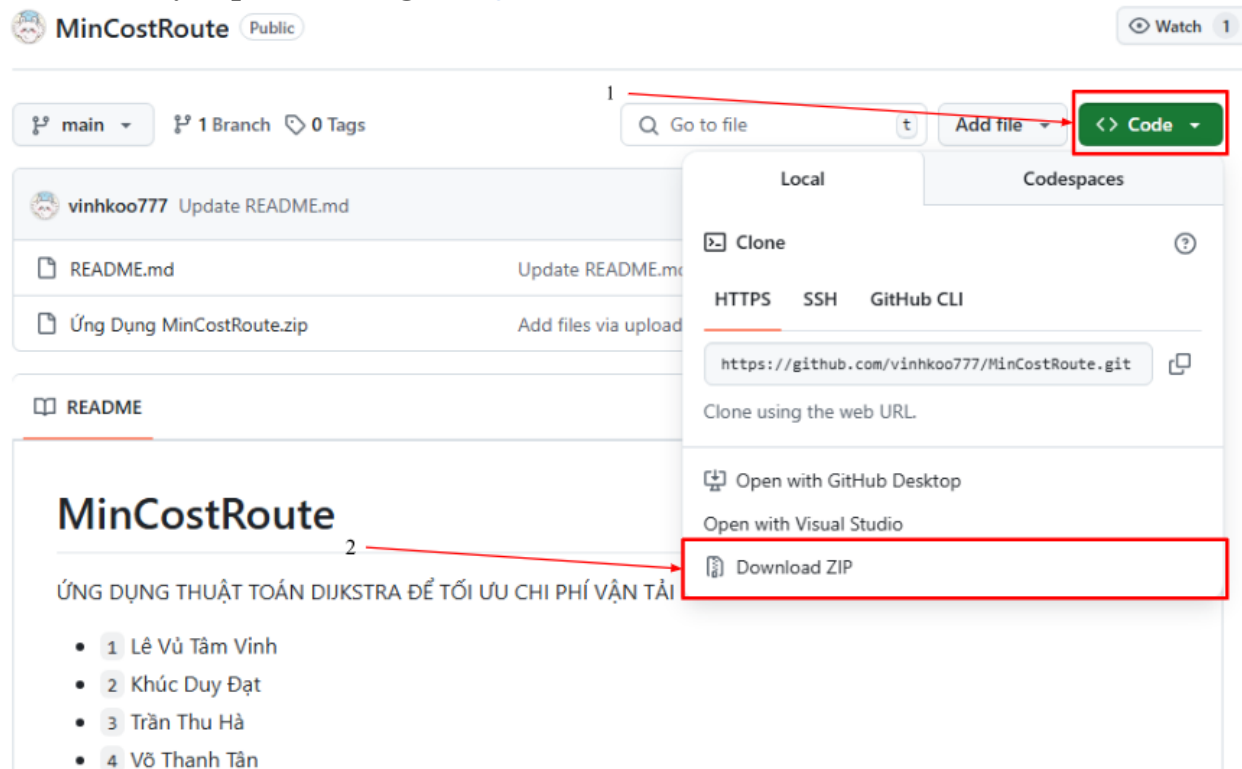 MinCostRoute Public
Watch 1
1
main 1 Branch 0 Tags
Go to file t
Add file
<> Code
Local Codespaces
vinhkoo777 Update README.md
Clone
README.md Update README.md
HTTPS SSH GitHub CLI
Ứng Dụng MinCostRoute.zip Add files via upload
https://github.com/vinhkoo777/MinCostRoute.git
README
Clone using the web URL.
Open with GitHub Desktop
MinCostRoute
Open with Visual Studio
2
Download ZIP
ỨNG DỤNG THUẬT TOÁN DIJKSTRA ĐỂ TỐI ƯU CHI PHÍ VẬN TẢI
1 Lê Vủ Tâm Vinh
2 Khúc Duy Đạt
3 Trần Thu Hà
4 Võ Thanh Tân